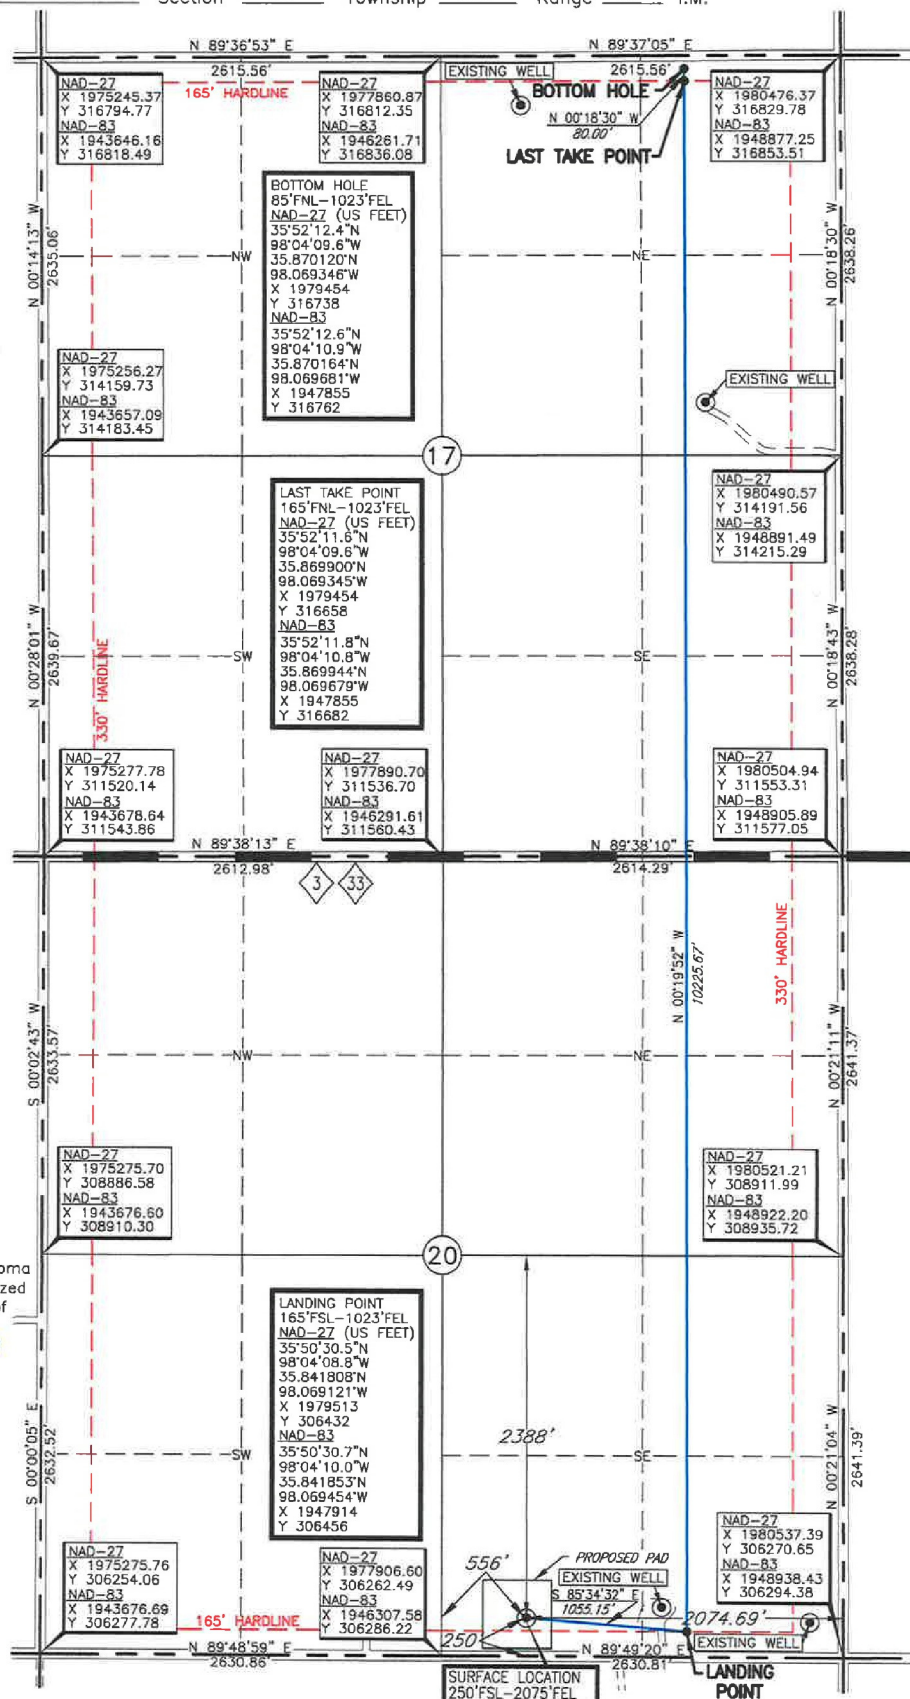 Section Township Range I.M.
N 89°36'53" E
2615.56'
N 89°37'05" E
2615.56'
165' HARDLINE
EXISTING WELL
BOTTOM HOLE
N 00°18'30" W
80.00'
LAST TAKE POINT
NAD-27
X 1975245.37
Y 316794.77
NAD-83
X 1943646.16
Y 316818.49
NAD-27
X 1977860.87
Y 316812.35
NAD-83
X 1946261.71
Y 316836.08
NAD-27
X 1980476.37
Y 316829.78
NAD-83
X 1948877.25
Y 316853.51
BOTTOM HOLE
85'FNL-1023'FEL
NAD-27 (US FEET)
35°52'12.4"N
98°04'09.6"W
35.870120°N
98.069346°W
X 1979454
Y 316738
NAD-83
35°52'12.6"N
98°04'10.9"W
35.870164°N
98.069681°W
X 1947855
Y 316762
N 00°14'13" W
2635.06'
NW
NE
N 00°18'30" W
2638.26'
NAD-27
X 1975256.27
Y 314159.73
NAD-83
X 1943657.09
Y 314183.45
EXISTING WELL
17
LAST TAKE POINT
165'FNL-1023'FEL
NAD-27 (US FEET)
35°52'11.6"N
98°04'09.6"W
35.869900°N
98.069345°W
X 1979454
Y 316658
NAD-83
35°52'11.8"N
98°04'10.8"W
35.869944°N
98.069679°W
X 1947855
Y 316682
NAD-27
X 1980490.57
Y 314191.56
NAD-83
X 1948891.49
Y 314215.29
N 00°28'01" W
2639.67'
330' HARDLINE
SW
SE
N 00°18'43" W
2638.28'
NAD-27
X 1975277.78
Y 311520.14
NAD-83
X 1943678.64
Y 311543.86
NAD-27
X 1977890.70
Y 311536.70
NAD-83
X 1946291.61
Y 311560.43
NAD-27
X 1980504.94
Y 311553.31
NAD-83
X 1948905.89
Y 311577.05
N 89°38'13" E
2612.98'
N 89°38'10" E
2614.29'
3
33
N 00°19'52" W
10225.67'
330' HARDLINE
S 00°02'43" W
2633.57'
NW
NE
N 00°21'11" W
2641.37'
NAD-27
X 1975275.70
Y 308886.58
NAD-83
X 1943676.60
Y 308910.30
NAD-27
X 1980521.21
Y 308911.99
NAD-83
X 1948922.20
Y 308935.72
20
LANDING POINT
165'FSL-1023'FEL
NAD-27 (US FEET)
35°50'30.5"N
98°04'08.8"W
35.841808°N
98.069121°W
X 1979513
Y 306432
NAD-83
35°50'30.7"N
98°04'10.0"W
35.841853°N
98.069454°W
X 1947914
Y 306456
S 00°00'05" E
2632.52'
SW
2388'
SE
N 00°21'04" W
2641.39'
NAD-27
X 1975275.76
Y 306254.06
NAD-83
X 1943676.69
Y 306277.78
NAD-27
X 1977906.60
Y 306262.49
NAD-83
X 1946307.58
Y 306286.22
NAD-27
X 1980537.39
Y 306270.65
NAD-83
X 1948938.43
Y 306294.38
556'
PROPOSED PAD
EXISTING WELL
S 85°34'32" E
1055.15'
2074.69'
165' HARDLINE
250'
EXISTING WELL
N 89°48'59" E
2630.86'
N 89°49'20" E
2630.81'
LANDING
POINT
SURFACE LOCATION
250'FSL-2075'FEL